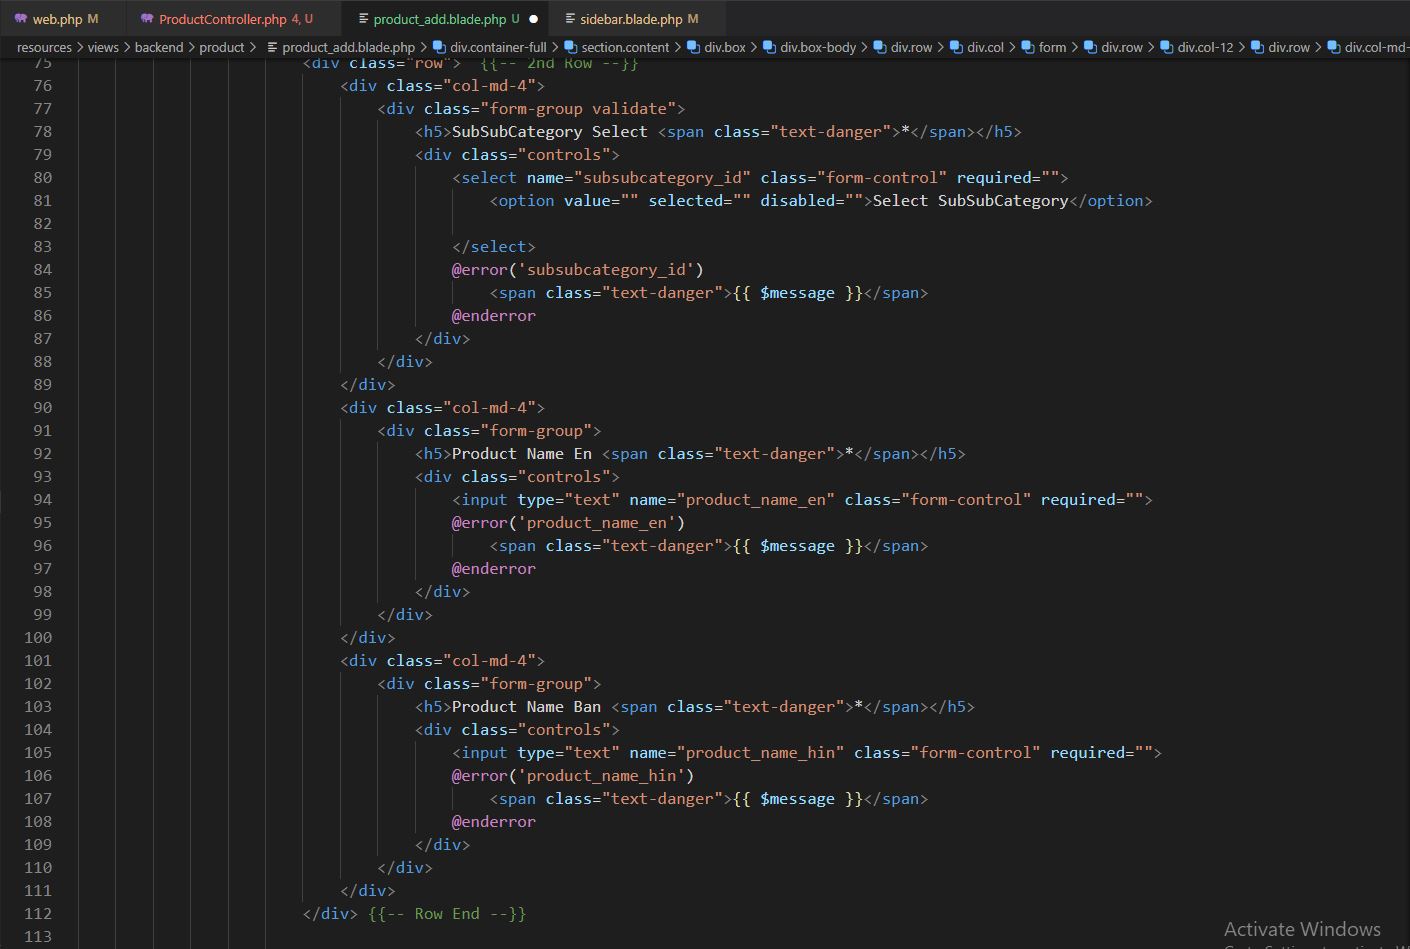 web.php M
ProductController.php 4, U
product_add.blade.php U
sidebar.blade.php M
resources > views > backend > product > product_add.blade.php > div.container-full > section.content > div.box > div.box-body > div.row > div.col > form > div.row > div.col-12 > div.row > div.col-md-
75 <div class="row"> {{-- 2nd Row --}}
76 <div class="col-md-4">
77 <div class="form-group validate">
78 <h5>SubSubCategory Select <span class="text-danger">*</span></h5>
79 <div class="controls">
80 <select name="subsubcategory_id" class="form-control" required="">
81 <option value="" selected="" disabled="">Select SubSubCategory</option>
82
83 </select>
84 @error('subsubcategory_id')
85 <span class="text-danger">{{ $message }}</span>
86 @enderror
87 </div>
88 </div>
89 </div>
90 <div class="col-md-4">
91 <div class="form-group">
92 <h5>Product Name En <span class="text-danger">*</span></h5>
93 <div class="controls">
94 <input type="text" name="product_name_en" class="form-control" required="">
95 @error('product_name_en')
96 <span class="text-danger">{{ $message }}</span>
97 @enderror
98 </div>
99 </div>
100 </div>
101 <div class="col-md-4">
102 <div class="form-group">
103 <h5>Product Name Ban <span class="text-danger">*</span></h5>
104 <div class="controls">
105 <input type="text" name="product_name_hin" class="form-control" required="">
106 @error('product_name_hin')
107 <span class="text-danger">{{ $message }}</span>
108 @enderror
109 </div>
110 </div>
111 </div>
112 </div> {{-- Row End --}}
113
Activate Windows